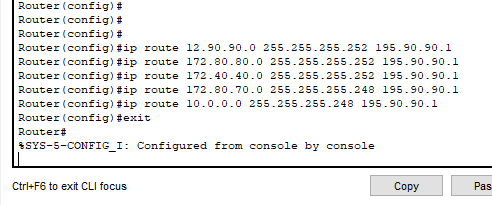 Router(config)#
Router(config)#
Router(config)#
Router(config)#ip route 12.90.90.0 255.255.255.252 195.90.90.1
Router(config)#ip route 172.80.80.0 255.255.255.252 195.90.90.1
Router(config)#ip route 172.40.40.0 255.255.255.252 195.90.90.1
Router(config)#ip route 172.80.70.0 255.255.255.248 195.90.90.1
Router(config)#ip route 10.0.0.0 255.255.255.248 195.90.90.1
Router(config)#exit
Router#
%SYS-5-CONFIG_I: Configured from console by console
Ctrl+F6 to exit CLI focus
Copy
Pas